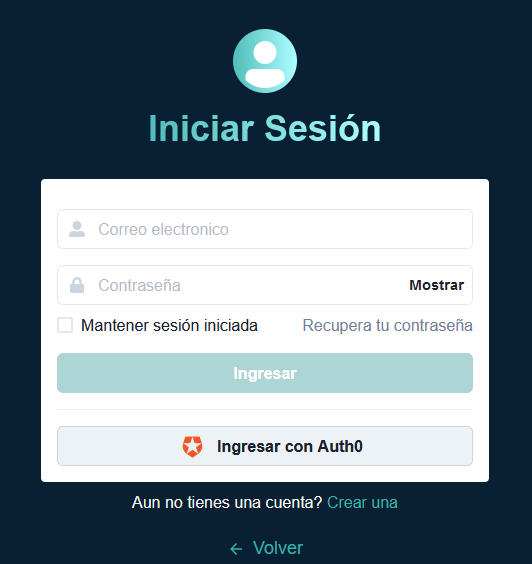 Iniciar Sesión
Correo electronico
Contraseña Mostrar
Mantener sesión iniciada Recupera tu contraseña
Ingresar
Ingresar con Auth0
Aun no tienes una cuenta? Crear una
Volver